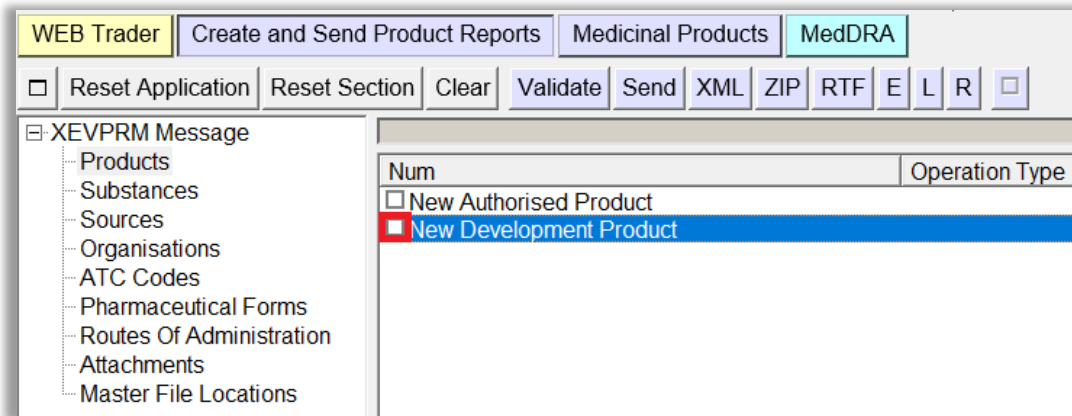 WEB Trader Create and Send Product Reports Medicinal Products MedDRA
Reset Application Reset Section Clear Validate Send XML ZIP RTF E L R
XEVPRM Message
Products
Substances
Sources
Organisations
ATC Codes
Pharmaceutical Forms
Routes Of Administration
Attachments
Master File Locations
Num Operation Type
New Authorised Product
New Development Product